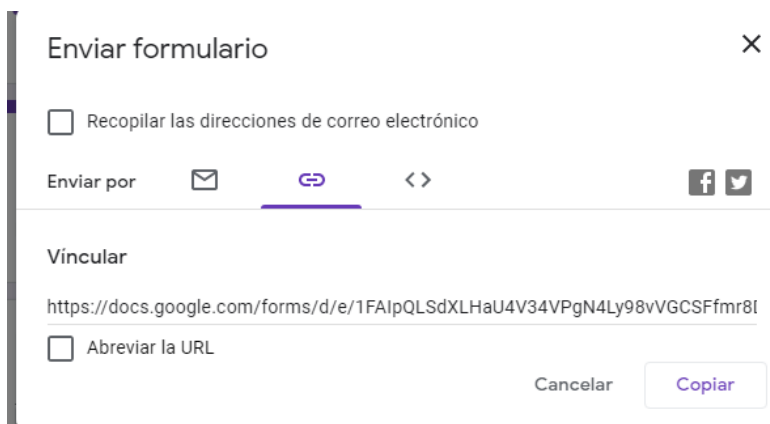 Enviar formulario
Recopilar las direcciones de correo electrónico
Enviar por
Víncular
https://docs.google.com/forms/d/e/1FAIpQLSdXLHaU4V34VPgN4Ly98vVGCSFfmr8
Abreviar la URL
Cancelar Copiar